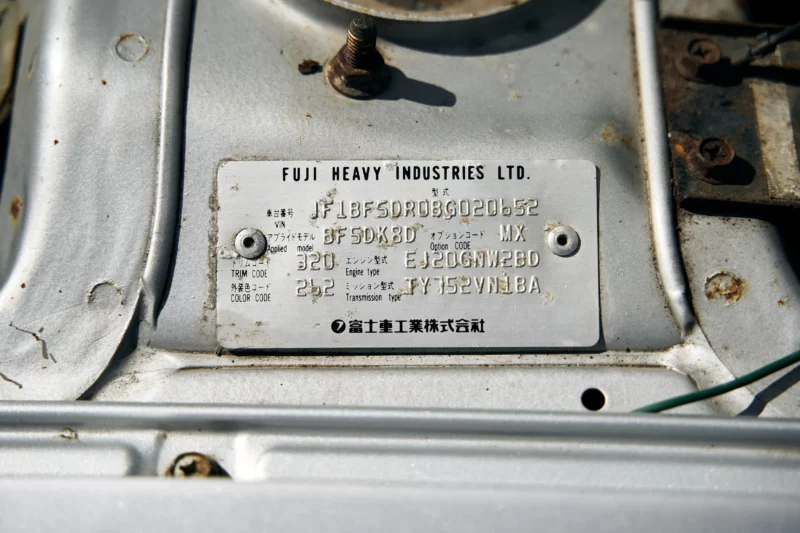 FUJI HEAVY INDUSTRIES LTD.
型式
車台番号 VIN JF1BF5DR0BG020652
アプライドモデル Applied model BF5DK8D オプションコード Option CODE MX
トリムコード TRIM CODE 320 エンジン型式 Engine type EJ20GNW2BD
外装色コード COLOR CODE 262 ミッション型式 Transmission type TY752VN1BA
7 富士重工業株式会社